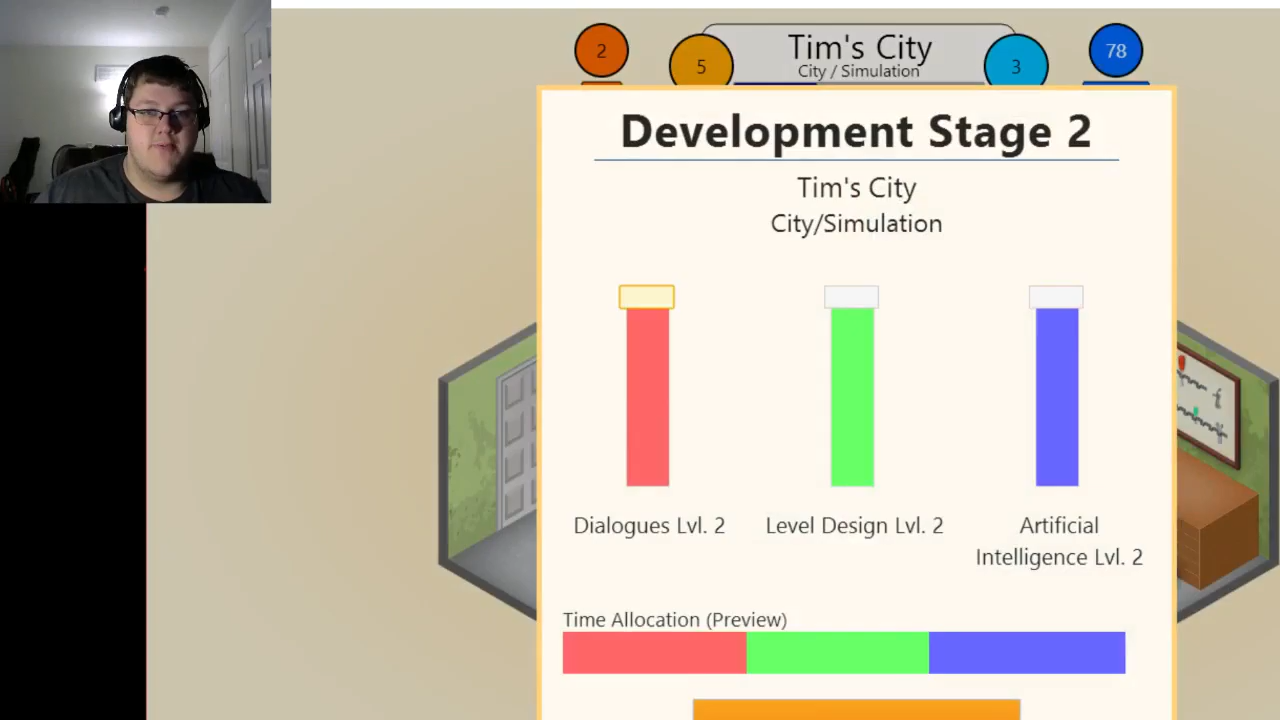 2
5
Tim's City
City / Simulation
3
78
Development Stage 2
Tim's City
City/Simulation
Dialogues Lvl. 2
Level Design Lvl. 2
Artificial
Intelligence Lvl. 2
Time Allocation (Preview)